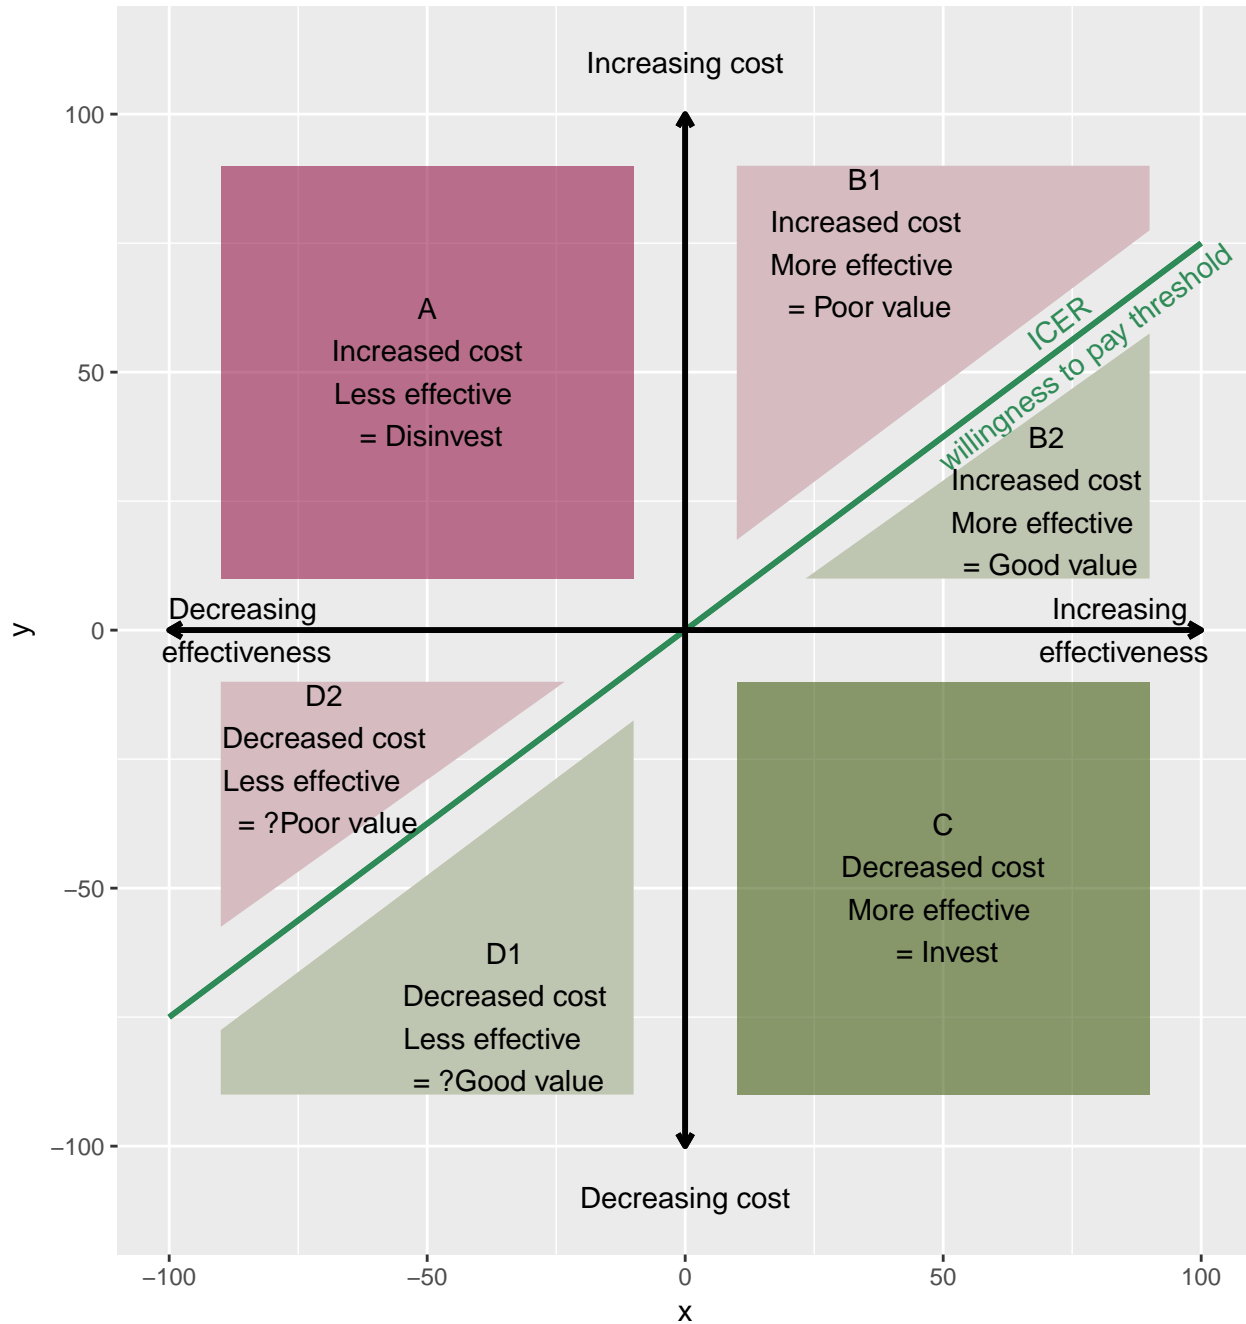 Increasing cost
100
B1
Increased cost
More effective
= Poor value
A
Increased cost
Less effective
= Disinvest
ICER
willingness to pay threshold
50
B2
Increased cost
More effective
= Good value
Decreasing
effectiveness
Increasing
effectiveness
y
0
D2
Decreased cost
Less effective
= ?Poor value
C
Decreased cost
More effective
= Invest
−50
D1
Decreased cost
Less effective
= ?Good value
−100
Decreasing cost
−100
−50
0
50
100
x